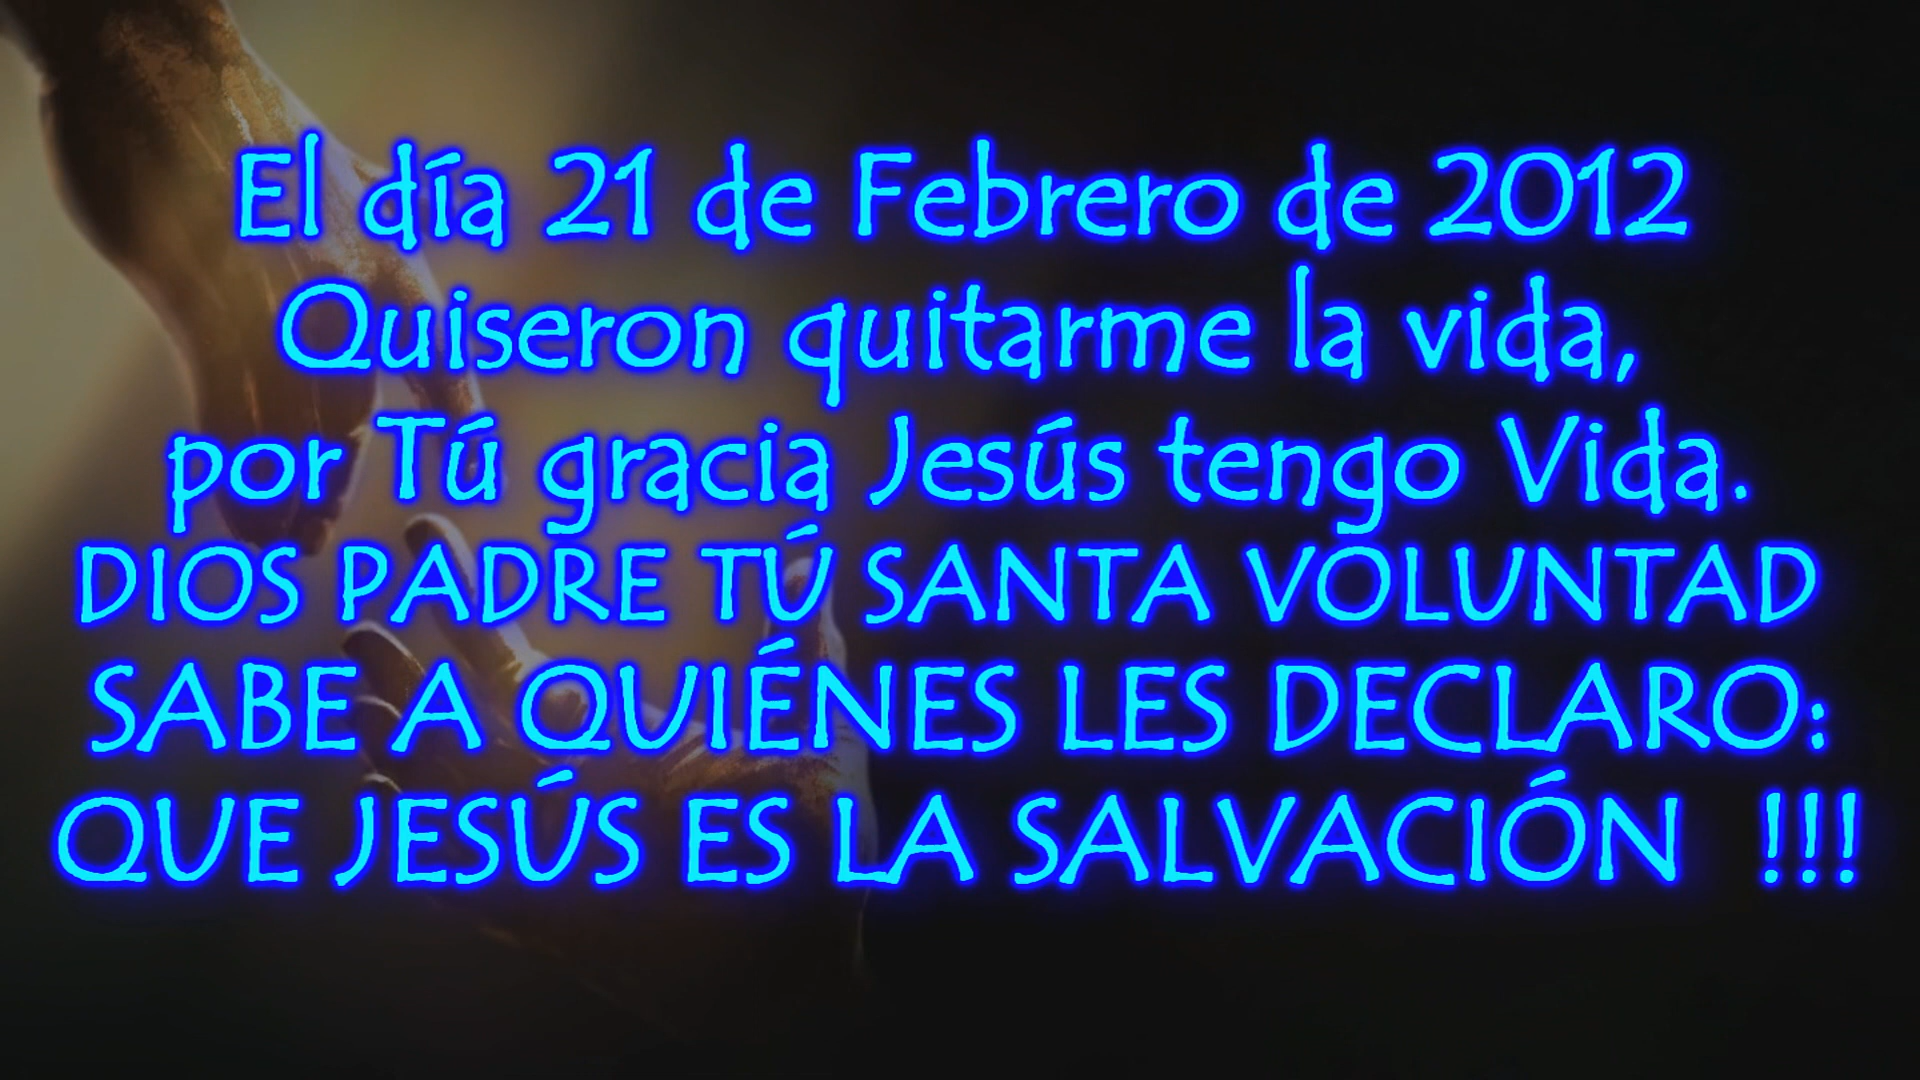 El día 21 de Febrero de 2012
Quiseron quitarme la vida,
por Tú gracia Jesús tengo Vida.
DIOS PADRE TÚ SANTA VOLUNTAD
SABE A QUIÉNES LES DECLARO:
QUE JESÚS ES LA SALVACIÓN !!!